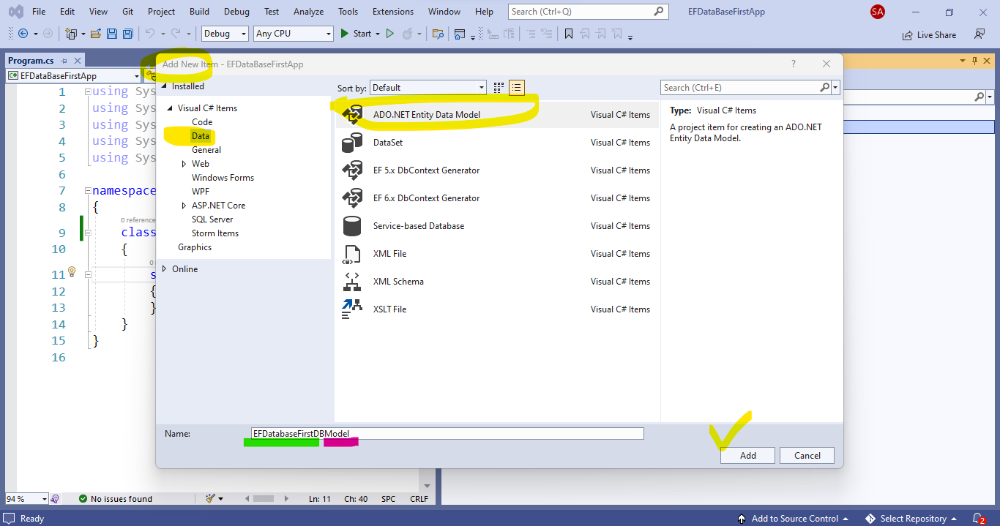 File Edit View Git Project Build Debug Test Analyze Tools Extensions Window Help Search (Ctrl+Q) EFDataBaseFirstApp SA
Debug Any CPU Start Live Share
Program.cs
C# EFDataBaseFirstApp
Add New Item - EFDataBaseFirstApp ?
Installed
Visual C# Items
Code
Data
General
Web
Windows Forms
WPF
ASP.NET Core
SQL Server
Storm Items
Graphics
Online
Sort by: Default
ADO.NET Entity Data Model Visual C# Items
DataSet Visual C# Items
EF 5.x DbContext Generator Visual C# Items
EF 6.x DbContext Generator Visual C# Items
Service-based Database Visual C# Items
XML File Visual C# Items
XML Schema Visual C# Items
XSLT File Visual C# Items
Search (Ctrl+E)
Type: Visual C# Items
A project item for creating an ADO.NET
Entity Data Model.
Name: EFDatabaseFirstDBModel
Add Cancel
1 using Sys
2 using Sys
3 using Sys
4 using Sys
5 using Sys
6
7 namespace
8 {
0 reference
9 class
10 {
0
11 s
12 {
13 }
14 }
15 }
16
94 % No issues found Ln: 11 Ch: 40 SPC CRLF
Ready Add to Source Control Select Repository 2